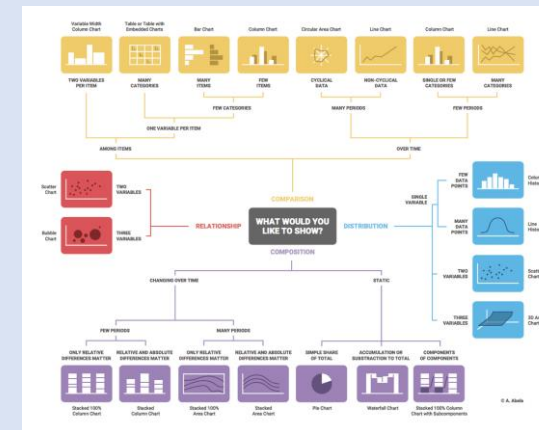 Variable Width
Column Chart
Table or Table with
Embedded Charts
Bar Chart
Column Chart
Circular Area Chart
Line Chart
Column Chart
Line Chart
TWO VARIABLES
PER ITEM
MANY
CATEGORIES
MANY
ITEMS
FEW
ITEMS
CYCLICAL
DATA
NON-CYCLICAL
DATA
SINGLE OR FEW
CATEGORIES
MANY
CATEGORIES
FEW CATEGORIES
MANY PERIODS
FEW PERIODS
ONE VARIABLE PER ITEM
AMONG ITEMS
OVER TIME
COMPARISON
Scatter
Chart
TWO
VARIABLES
Bubble
Chart
THREE
VARIABLES
RELATIONSHIP
WHAT WOULD YOU
LIKE TO SHOW?
DISTRIBUTION
SINGLE
VARIABLE
FEW
DATA
POINTS
MANY
DATA
POINTS
Line
TWO
VARIABLES
THREE
VARIABLES
COMPOSITION
CHANGING OVER TIME
STATIC
FEW PERIODS
MANY PERIODS
ONLY RELATIVE
DIFFERENCES MATTER
RELATIVE AND ABSOLUTE
DIFFERENCES MATTER
ONLY RELATIVE
DIFFERENCES MATTER
RELATIVE AND ABSOLUTE
DIFFERENCES MATTER
SIMPLE SHARE
OF TOTAL
ACCUMULATION OR
SUBSTRACTION TO TOTAL
COMPONENTS
OF COMPONENTS
Stacked 100%
Column Chart
Stacked
Column Chart
Stacked 100%
Area Chart
Stacked
Area Chart
Pie Chart
Waterfall Chart
Stacked 100% Column
Chart with Subcomponents
© A. Abela